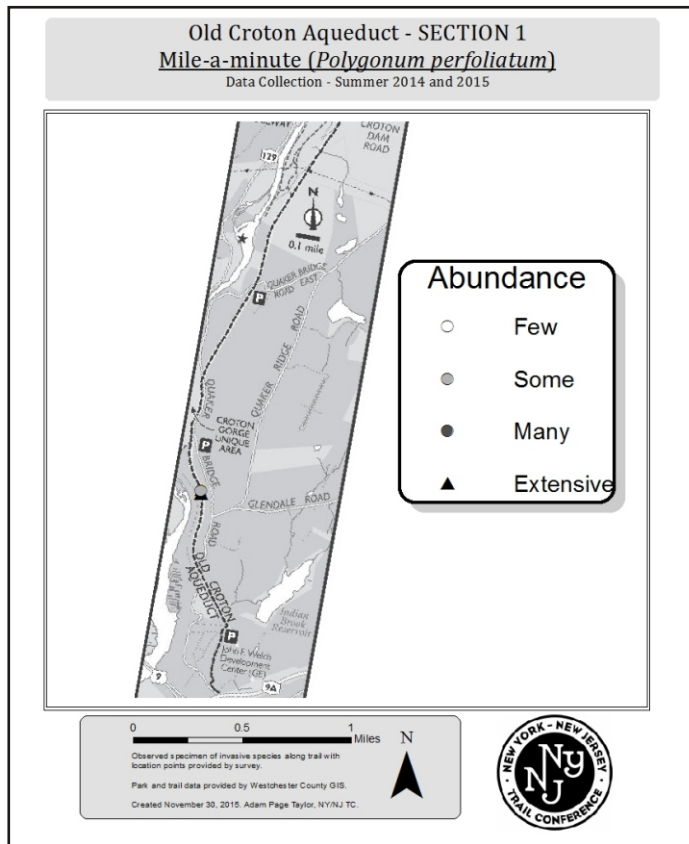 Old Croton Aqueduct - SECTION 1
Mile-a-minute (Polygonum perfoliatum)
Data Collection - Summer 2014 and 2015
CROTON
DAM
ROAD
129
N
0.1 mile
QUAKER BRIDGE
ROAD EAST
P
QUAKER RIDGE ROAD
QUAKER
CROTON
GORGE
UNIQUE
AREA
P
BRIDGE
GLENDALE ROAD
ROAD
OLD CROTON
AQUEDUCT
Indian
Brook
Reservoir
P
John F. Welch
Development
Center (GE)
9
9A
Abundance
Few
Some
Many
Extensive
0 0.5 1
Miles
N
Observed specimen of invasive species along trail with
location points provided by survey.
Park and trail data provided by Westchester County GIS.
Created November 30, 2015. Adam Page Taylor, NY/NJ TC.
NEW YORK - NEW JERSEY
NY
NJ
TRAIL CONFERENCE